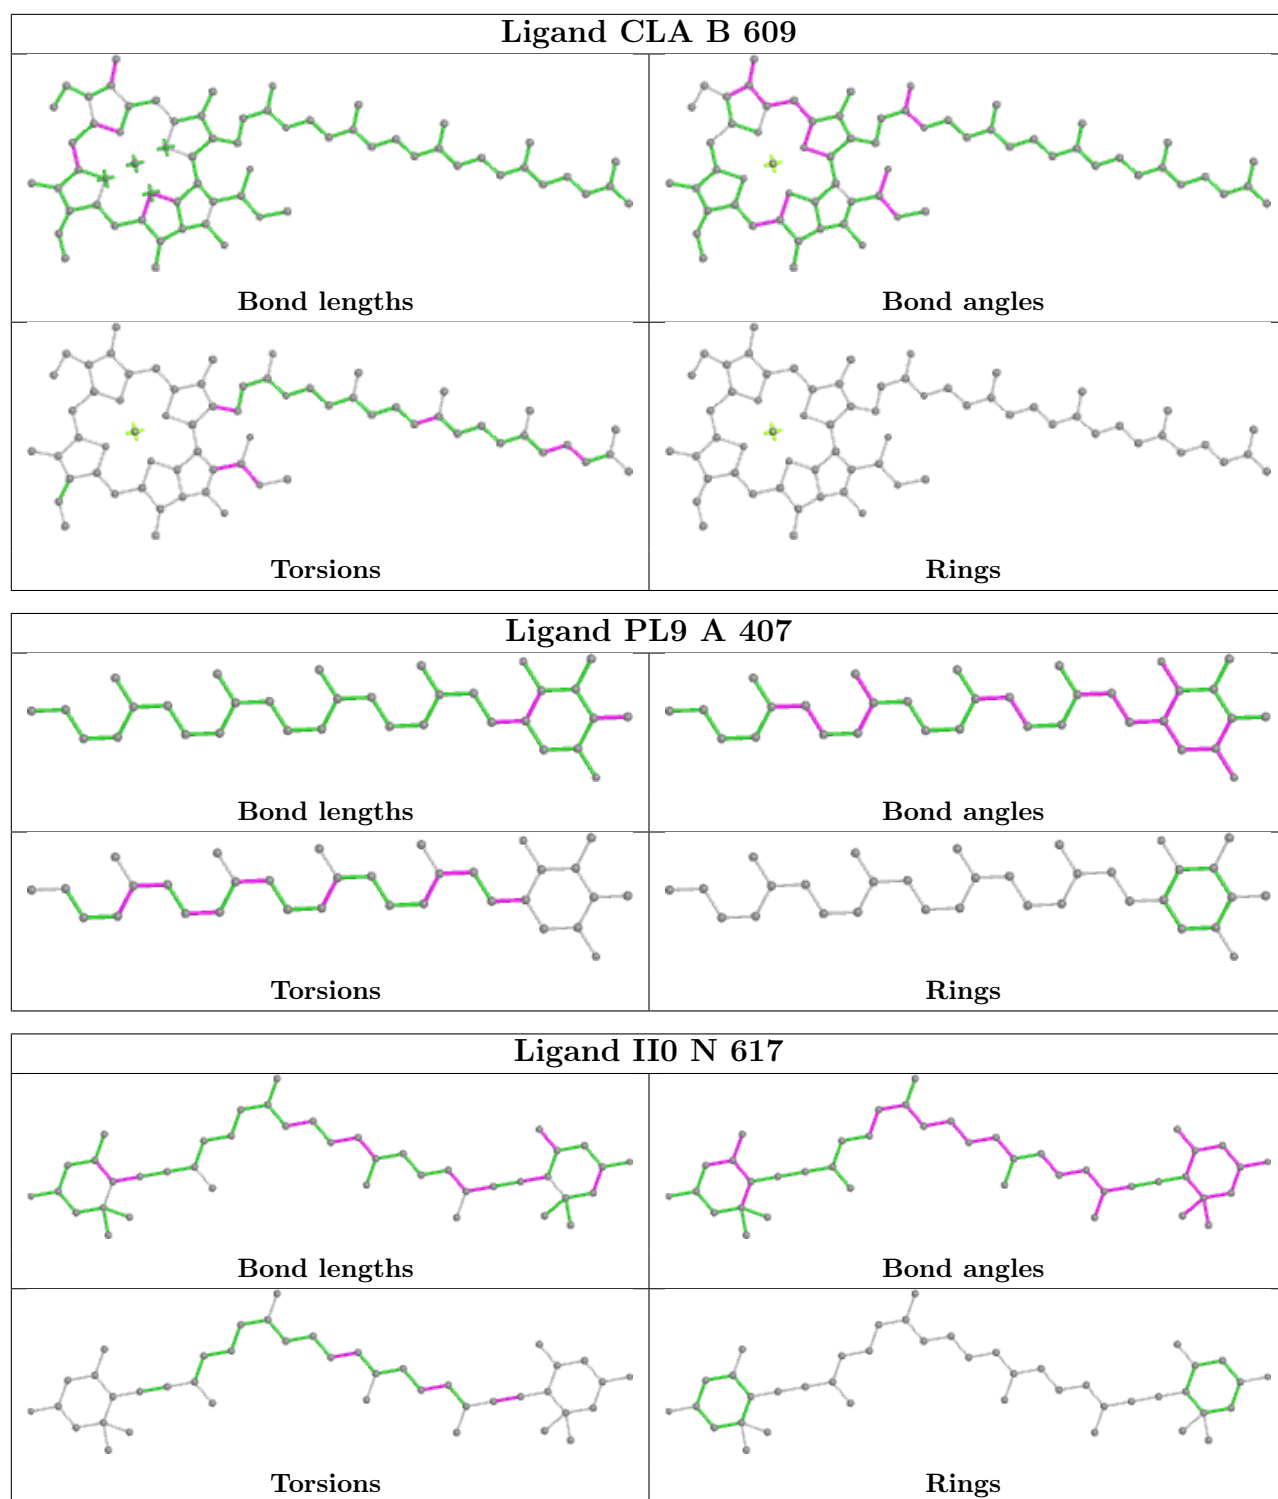 Ligand CLA B 609
Bond lengths
Bond angles
Torsions
Rings
Ligand PL9 A 407
Bond lengths
Bond angles
Torsions
Rings
Ligand II0 N 617
Bond lengths
Bond angles
Torsions
Rings